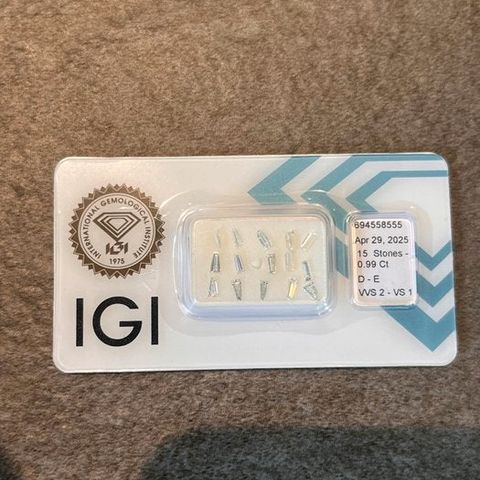 INTERNATIONAL GEMOLOGICAL INSTITUTE
IGI
1975
IGI
694558555
Apr 29, 2025
15 Stones -
0.99 Ct
D - E
VVS 2 - VS 1